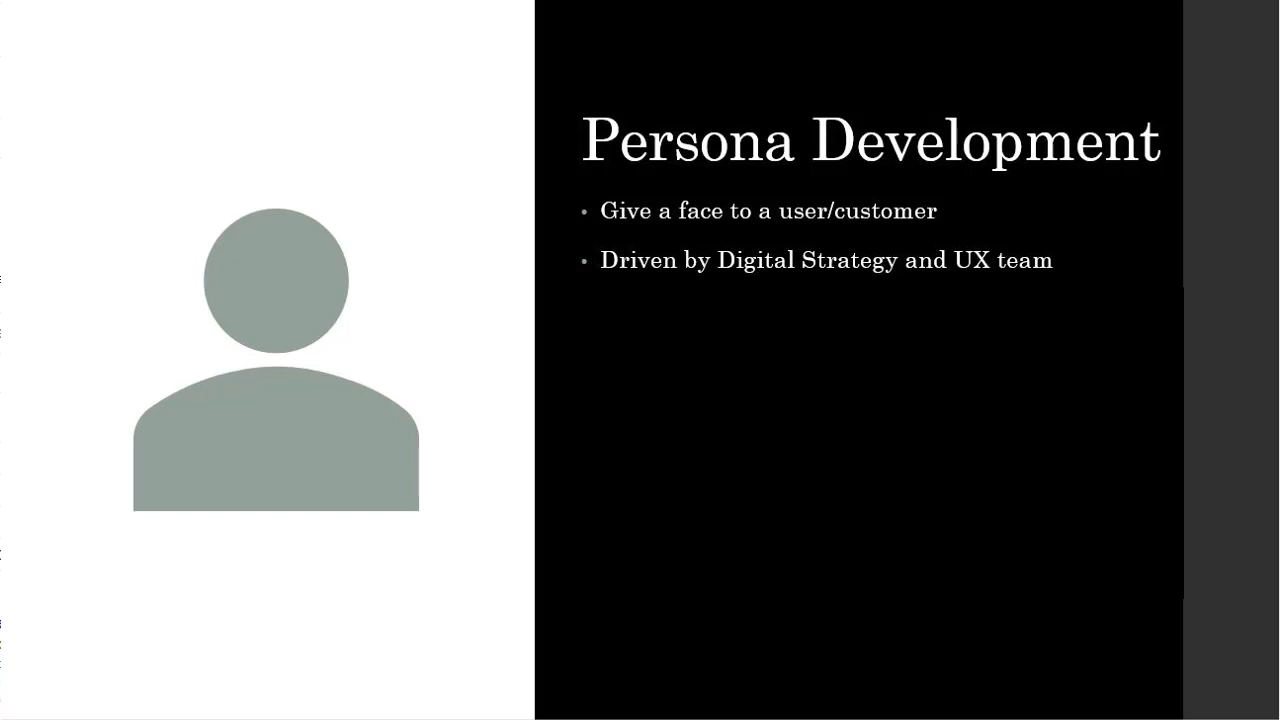 Persona Development
• Give a face to a user/customer
• Driven by Digital Strategy and UX team